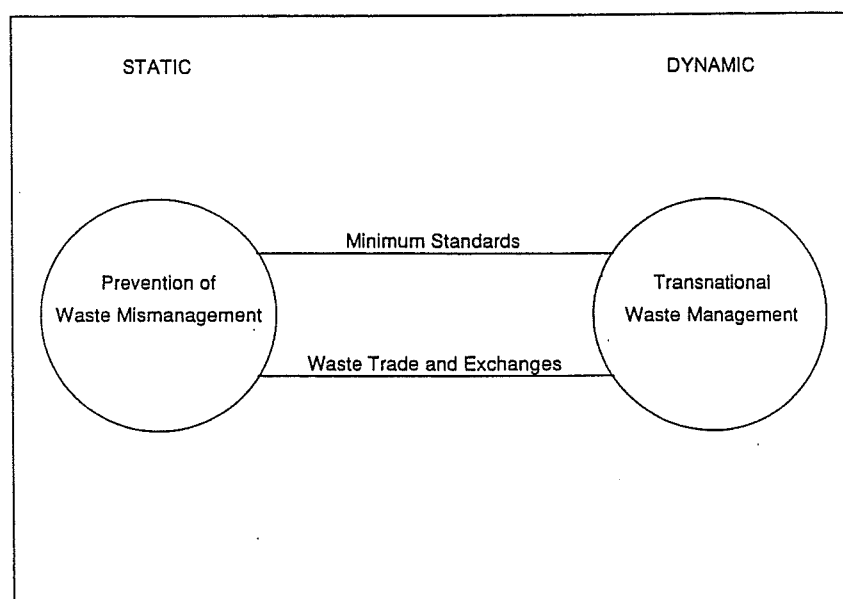 STATIC
DYNAMIC
Minimum Standards
Prevention of
Waste Mismanagement
Transnational
Waste Management
Waste Trade and Exchanges